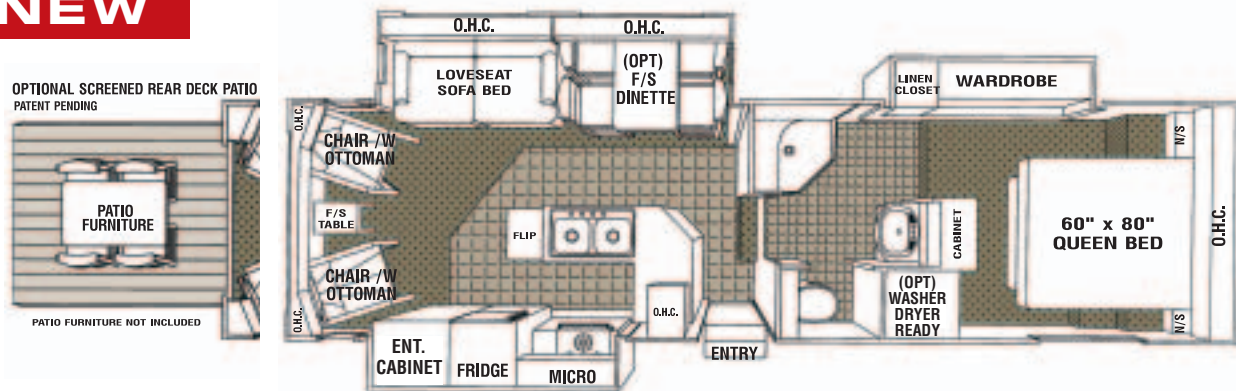 NEW
OPTIONAL SCREENED REAR DECK PATIO
PATENT PENDING
PATIO
FURNITURE
PATIO FURNITURE NOT INCLUDED
O.H.C.
O.H.C.
O.H.C.
CHAIR /W
OTTOMAN
F/S
TABLE
CHAIR /W
OTTOMAN
O.H.C.
LOVESEAT
SOFA BED
(OPT)
F/S
DINETTE
FLIP
O.H.C.
ENT.
CABINET
FRIDGE
MICRO
ENTRY
LINEN
CLOSET
WARDROBE
CABINET
(OPT)
WASHER
DRYER
READY
N/S
60" x 80"
QUEEN BED
N/S
O.H.C.